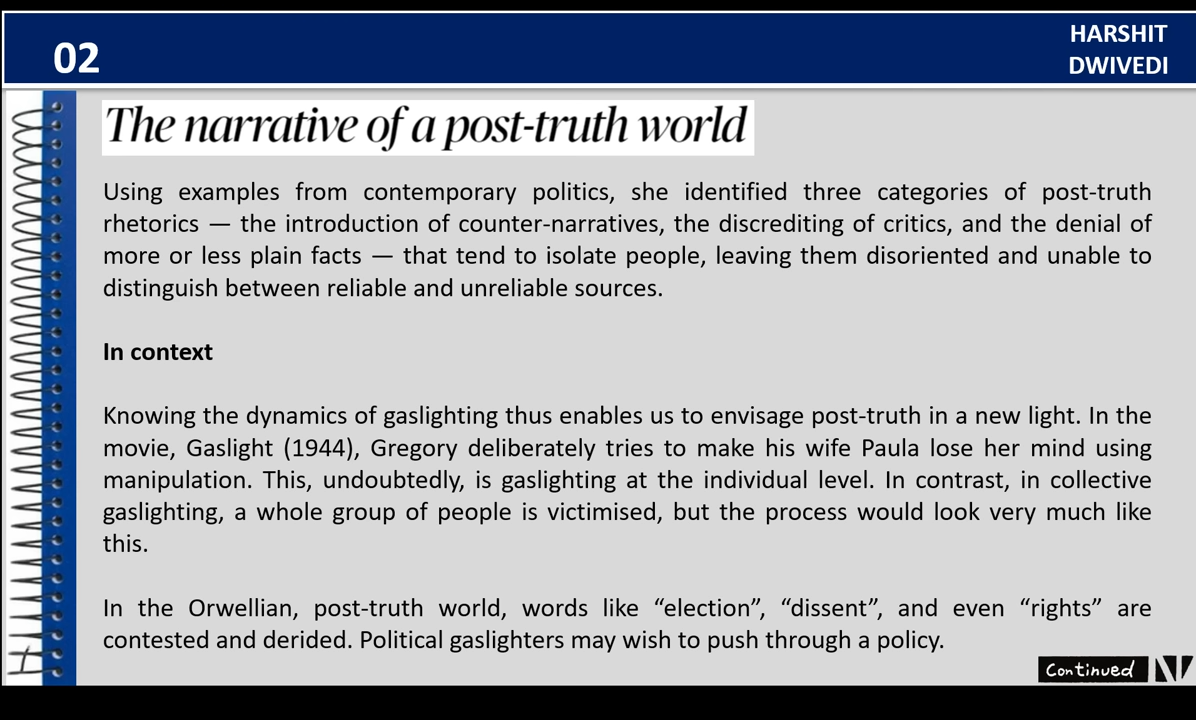 02
HARSHIT
DWIVEDI
The narrative of a post-truth world
Using examples from contemporary politics, she identified three categories of post-truth
rhetorics — the introduction of counter-narratives, the discrediting of critics, and the denial of
more or less plain facts — that tend to isolate people, leaving them disoriented and unable to
distinguish between reliable and unreliable sources.
In context
Knowing the dynamics of gaslighting thus enables us to envisage post-truth in a new light. In the
movie, Gaslight (1944), Gregory deliberately tries to make his wife Paula lose her mind using
manipulation. This, undoubtedly, is gaslighting at the individual level. In contrast, in collective
gaslighting, a whole group of people is victimised, but the process would look very much like
this.
In the Orwellian, post-truth world, words like “election”, “dissent”, and even “rights” are
contested and derided. Political gaslighters may wish to push through a policy.
Continued